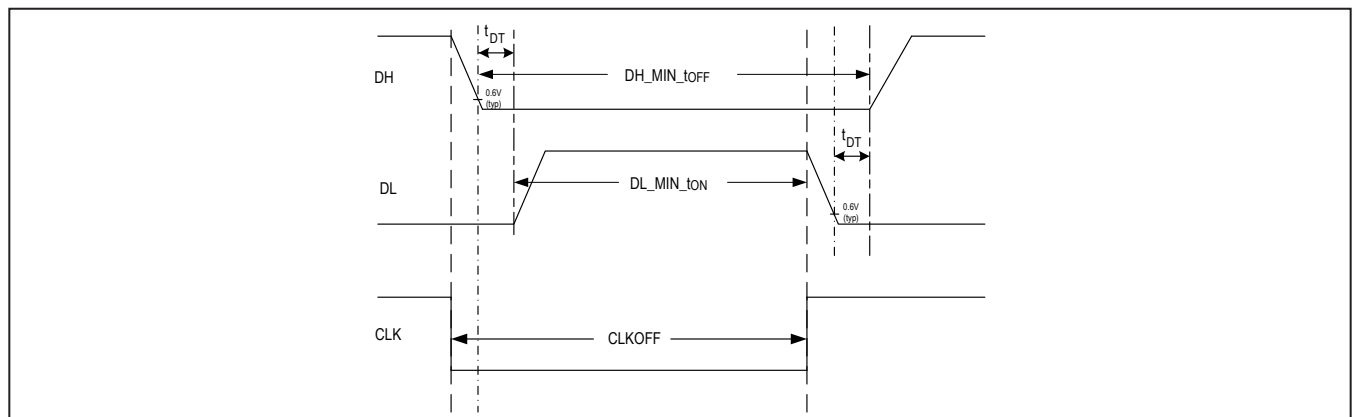 tDT
DH
DH_MIN_tOFF
0.6V
(typ)
tDT
DL
DL_MIN_tON
0.6V
(typ)
CLK
CLKOFF